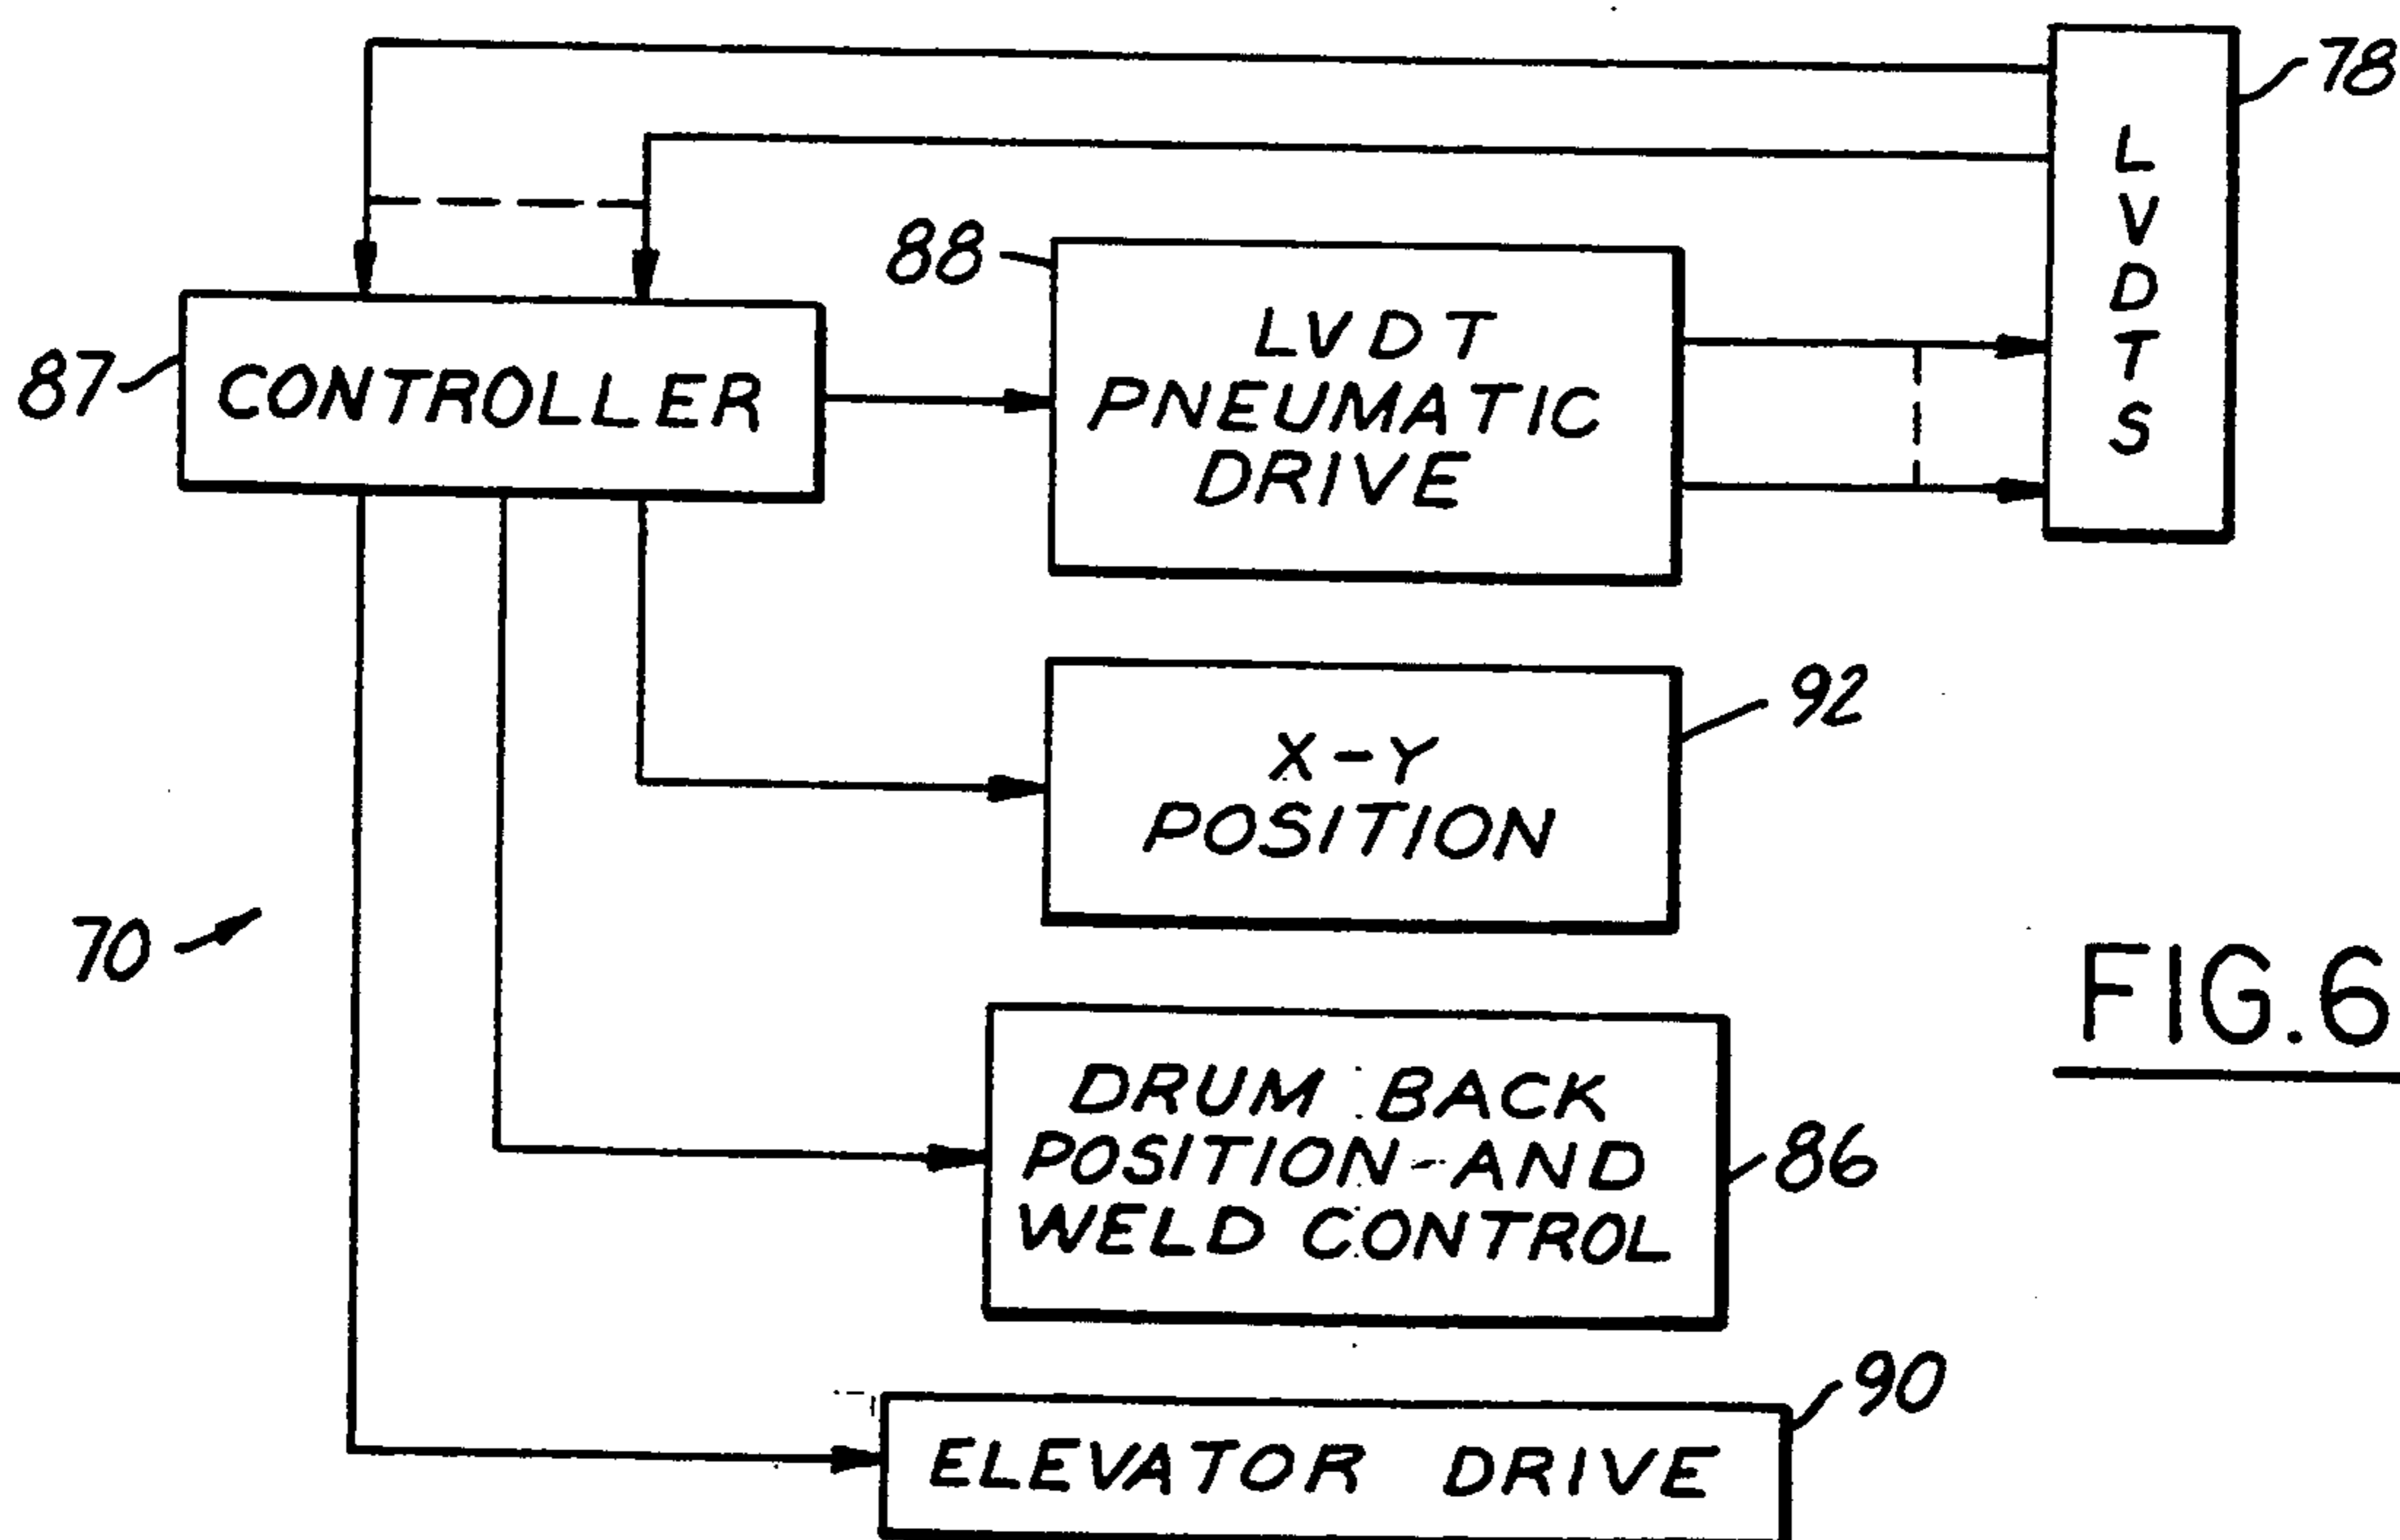 78
LVDTS
88
LVDT
PNEUMATIC
DRIVE
87
CONTROLLER
92
X-Y
POSITION
70
FIG.6
DRUM BACK
POSITION AND
WELD CONTROL
86
90
ELEVATOR DRIVE